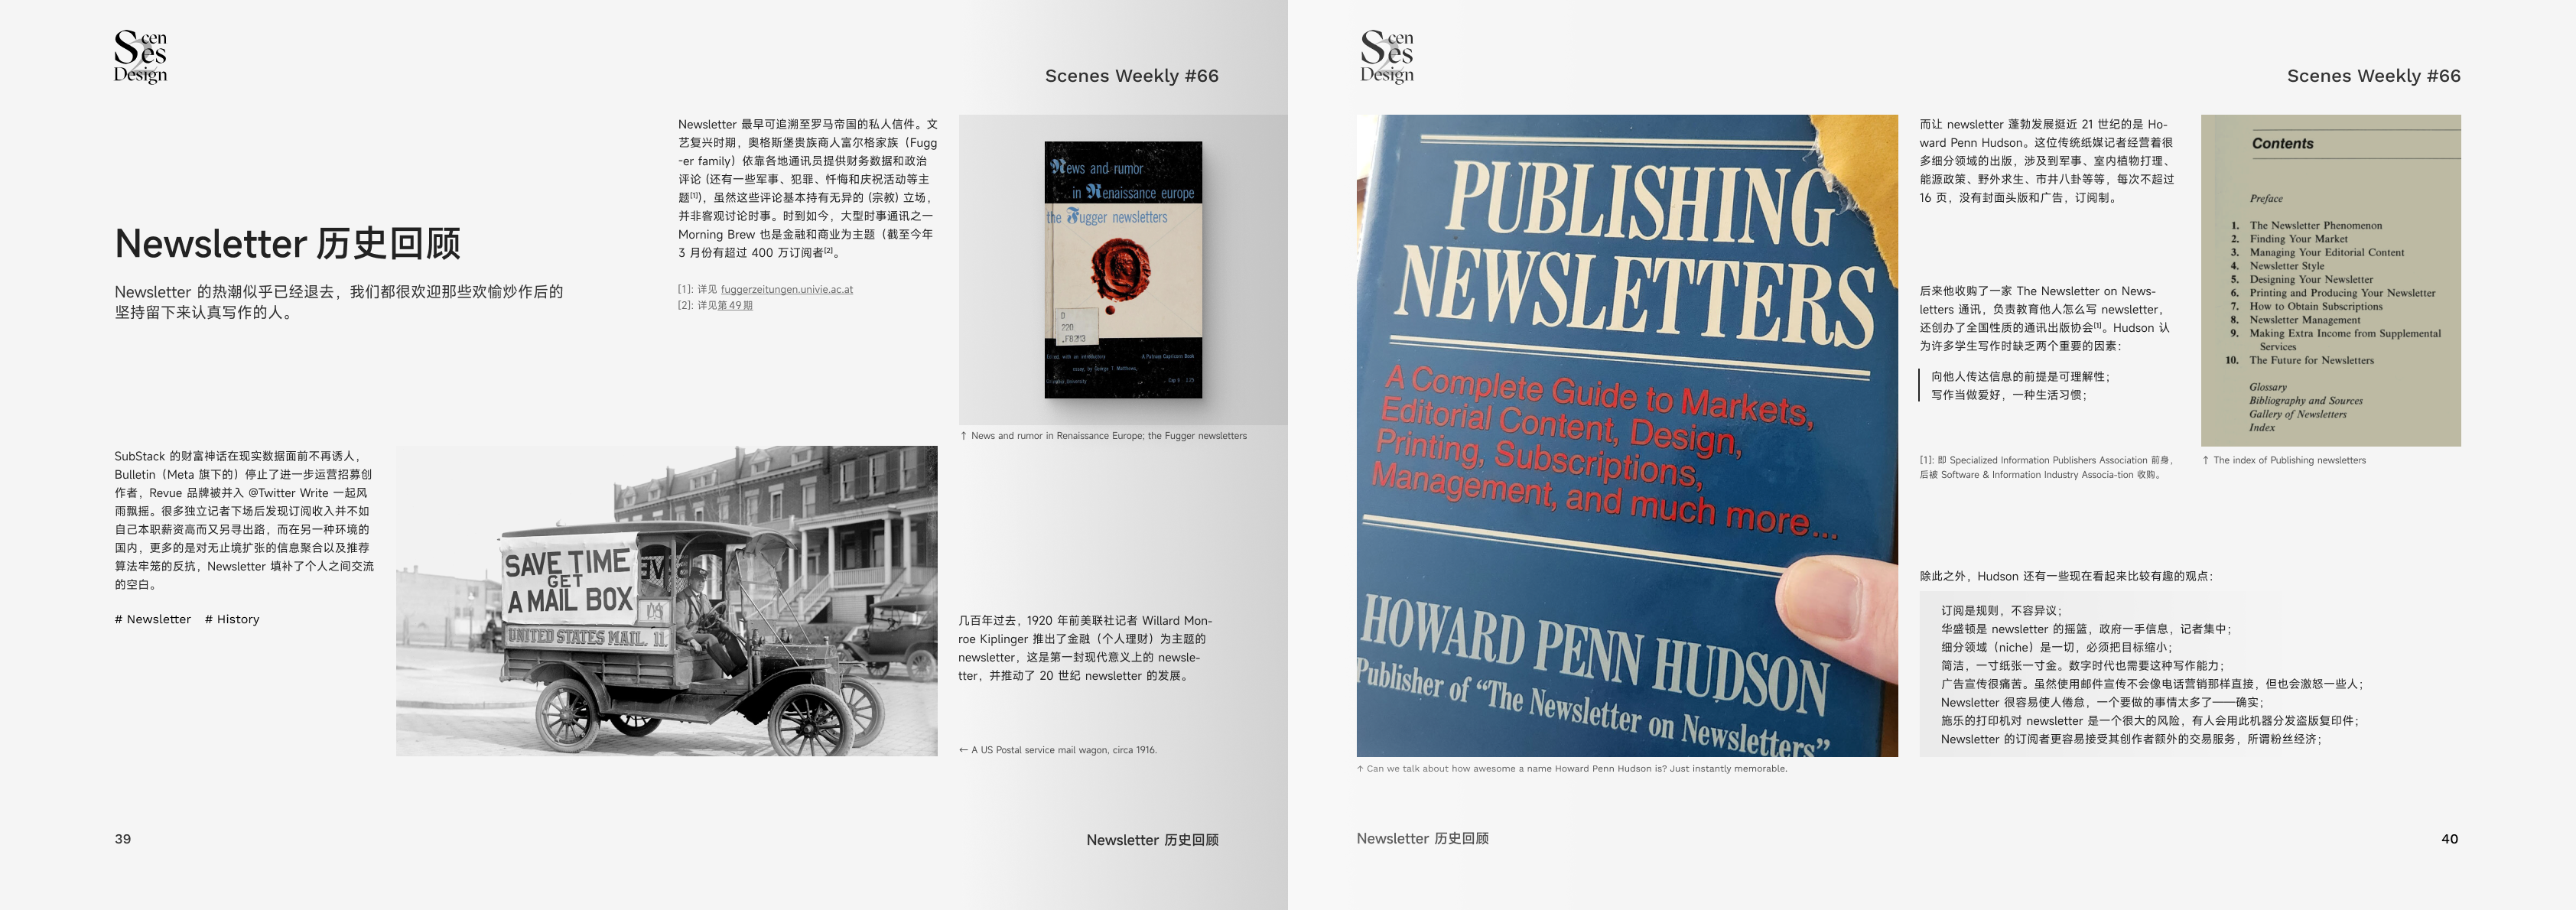 Scenes
2
Design
Scenes Weekly #66
Newsletter 历史回顾
Newsletter 的热潮似乎已经退去，我们都很欢迎那些欢愉炒作后的
坚持留下来认真写作的人。
SubStack 的财富神话在现实数据面前不再诱人，
Bulletin（Meta 旗下的）停止了进一步运营招募创
作者，Revue 品牌被并入 @Twitter Write 一起风
雨飘摇。很多独立记者下场后发现订阅收入并不如
自己本职薪资高而又另寻出路，而在另一种环境的
国内，更多的是对无止境扩张的信息聚合以及推荐
算法牢笼的反抗，Newsletter 填补了个人之间交流
的空白。
# Newsletter # History
Newsletter 最早可追溯至罗马帝国的私人信件。文
艺复兴时期，奥格斯堡贵族商人富尔格家族（Fugg
-er family）依靠各地通讯员提供财务数据和政治
评论 (还有一些军事、犯罪、忏悔和庆祝活动等主
题[1])，虽然这些评论基本持有无异的 (宗教) 立场，
并非客观讨论时事。时到如今，大型时事通讯之一
Morning Brew 也是金融和商业为主题（截至今年
3 月份有超过 400 万订阅者[2]。
[1]: 详见 fuggerzeitungen.univie.ac.at
[2]: 详见第 49 期
News and rumor
in Renaissance europe
the Fugger newsletters
D
220
.F8213
essay, by George T. Matthews,
A Putnam Capricorn Book
↑ News and rumor in Renaissance Europe; the Fugger newsletters
SAVE TIME
GET
A MAIL BOX
UNITED STATES MAIL. 11.
几百年过去，1920 年前美联社记者 Willard Mon-
roe Kiplinger 推出了金融（个人理财）为主题的
newsletter，这是第一封现代意义上的 newsle-
tter，并推动了 20 世纪 newsletter 的发展。
← A US Postal service mail wagon, circa 1916.
39
Newsletter 历史回顾
Scenes
2
Design
Scenes Weekly #66
PUBLISHING
NEWSLETTERS
A Complete Guide to Markets,
Editorial Content, Design,
Printing, Subscriptions,
Management, and much more...
HOWARD PENN HUDSON
Publisher of “The Newsletter on Newsletters”
↑ Can we talk about how awesome a name Howard Penn Hudson is? Just instantly memorable.
而让 newsletter 蓬勃发展挺近 21 世纪的是 Ho-
ward Penn Hudson。这位传统纸媒记者经营着很
多细分领域的出版，涉及到军事、室内植物打理、
能源政策、野外求生、市井八卦等等，每次不超过
16 页，没有封面头版和广告，订阅制。
后来他收购了一家 The Newsletter on News-
letters 通讯，负责教育他人怎么写 newsletter，
还创办了全国性质的通讯出版协会[1]。Hudson 认
为许多学生写作时缺乏两个重要的因素：
向他人传达信息的前提是可理解性；
写作当做爱好，一种生活习惯；
[1]: 即 Specialized Information Publishers Association 前身，
后被 Software & Information Industry Associa-tion 收购。
Contents
Preface
1. The Newsletter Phenomenon
2. Finding Your Market
3. Managing Your Editorial Content
4. Newsletter Style
5. Designing Your Newsletter
6. Printing and Producing Your Newsletter
7. How to Obtain Subscriptions
8. Newsletter Management
9. Making Extra Income from Supplemental
Services
10. The Future for Newsletters
Glossary
Bibliography and Sources
Gallery of Newsletters
Index
↑ The index of Publishing newsletters
除此之外，Hudson 还有一些现在看起来比较有趣的观点：
订阅是规则，不容异议；
华盛顿是 newsletter 的摇篮，政府一手信息，记者集中；
细分领域（niche）是一切，必须把目标缩小；
简洁，一寸纸张一寸金。数字时代也需要这种写作能力；
广告宣传很痛苦。虽然使用邮件宣传不会像电话营销那样直接，但也会激怒一些人；
Newsletter 很容易使人倦怠，一个要做的事情太多了——确实；
施乐的打印机对 newsletter 是一个很大的风险，有人会用此机器分发盗版复印件；
Newsletter 的订阅者更容易接受其创作者额外的交易服务，所谓粉丝经济；
Newsletter 历史回顾
40